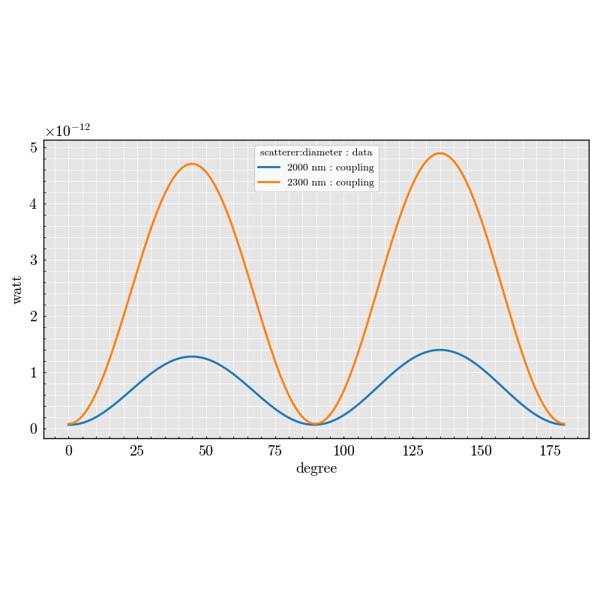 ×10⁻¹²
scatterer:diameter : data
2000 nm : coupling
2300 nm : coupling
5
4
3
2
1
0
watt
0 25 50 75 100 125 150 175
degree